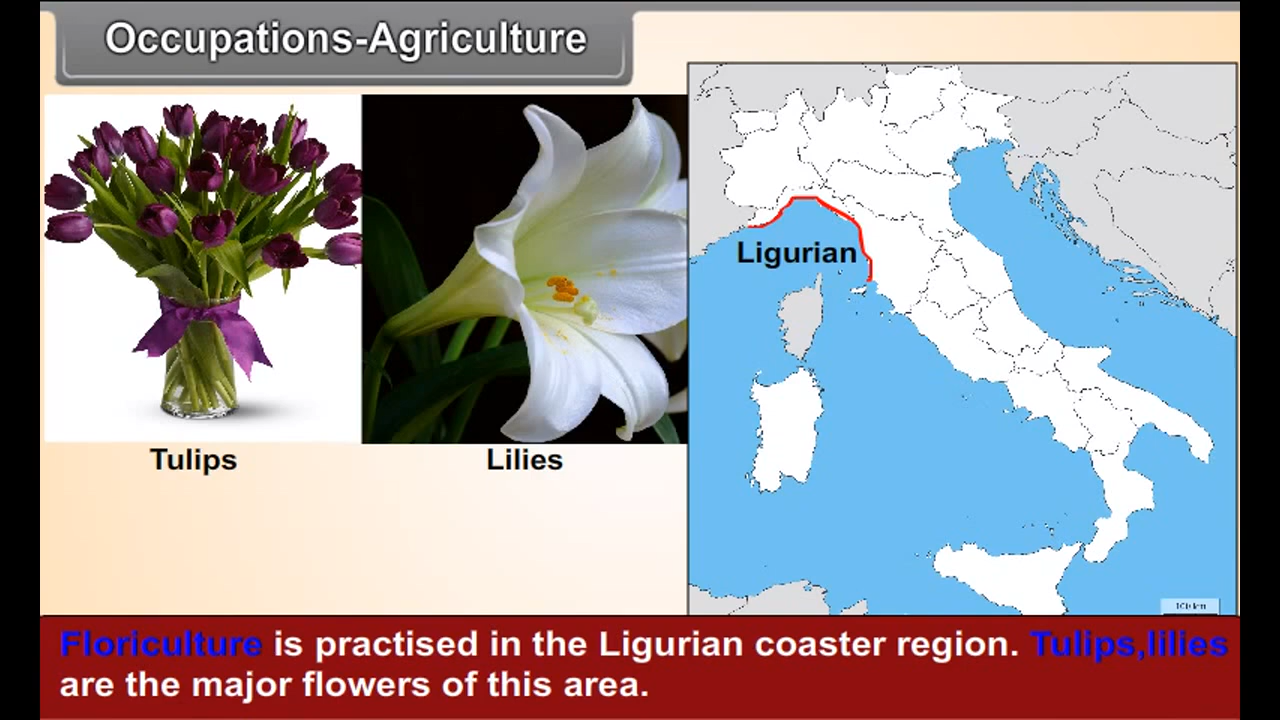 Occupations-Agriculture
Ligurian
Tulips
Lilies
Floriculture is practised in the Ligurian coaster region. Tulips,lilies
are the major flowers of this area.